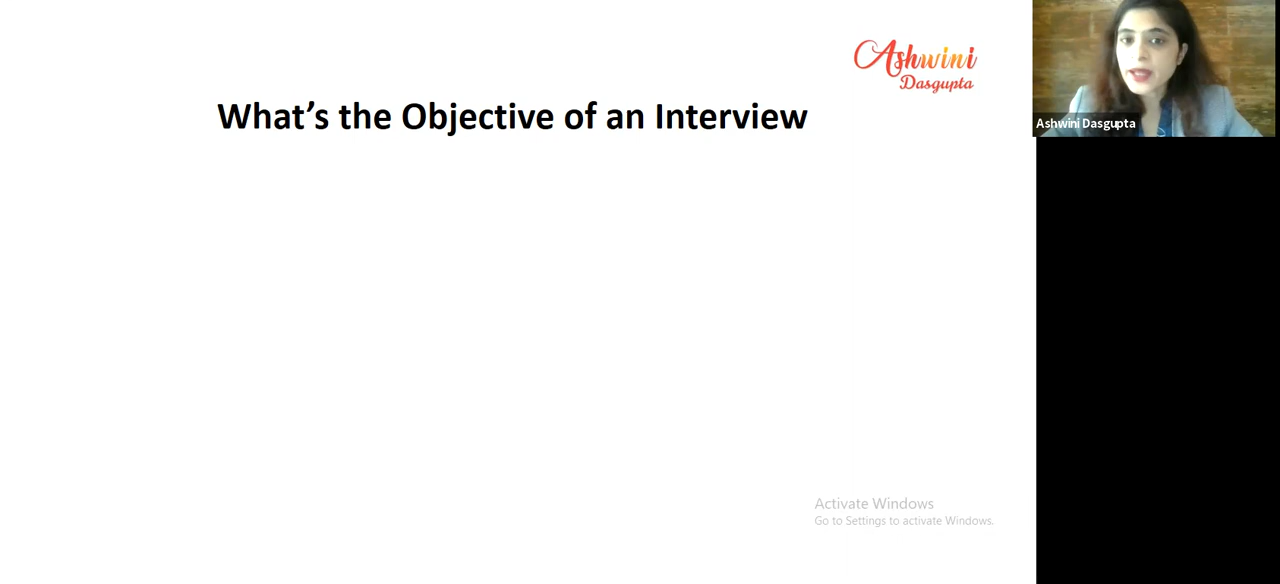 Ashwini
Dasgupta
What's the Objective of an Interview
Ashwini Dasgupta
Activate Windows
Go to Settings to activate Windows.